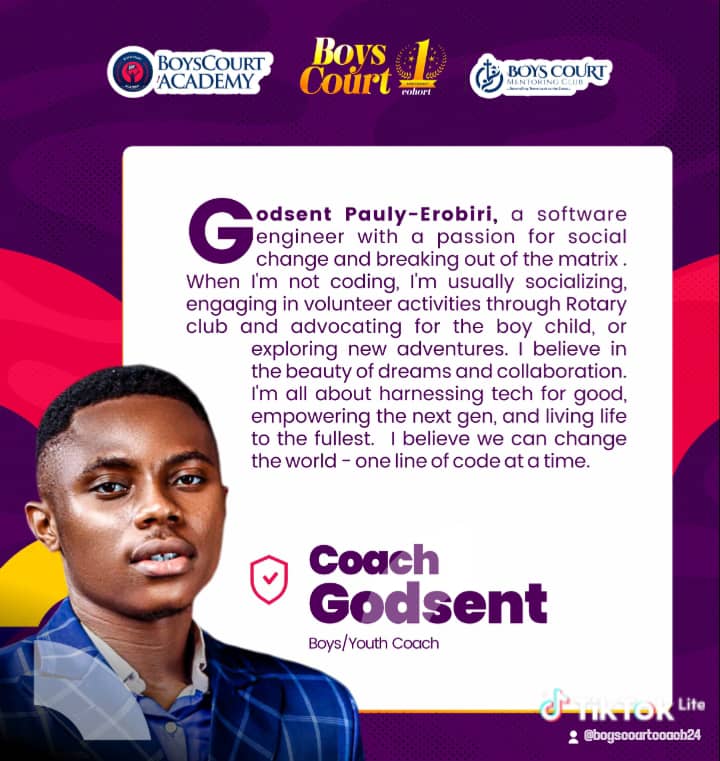 BOYSCOURT
ACADEMY
Boys
Court
1
cohort
BOYS COURT
MENTORING CLUB
Godsent Pauly-Erobiri, a software
engineer with a passion for social
change and breaking out of the matrix .
When I'm not coding, I'm usually socializing,
engaging in volunteer activities through Rotary
club and advocating for the boy child, or
exploring new adventures. I believe in
the beauty of dreams and collaboration.
I'm all about harnessing tech for good,
empowering the next gen, and living life
to the fullest. I believe we can change
the world - one line of code at a time.
Coach
Godsent
Boys/Youth Coach
TikTok Lite
@boyscourtcoach24